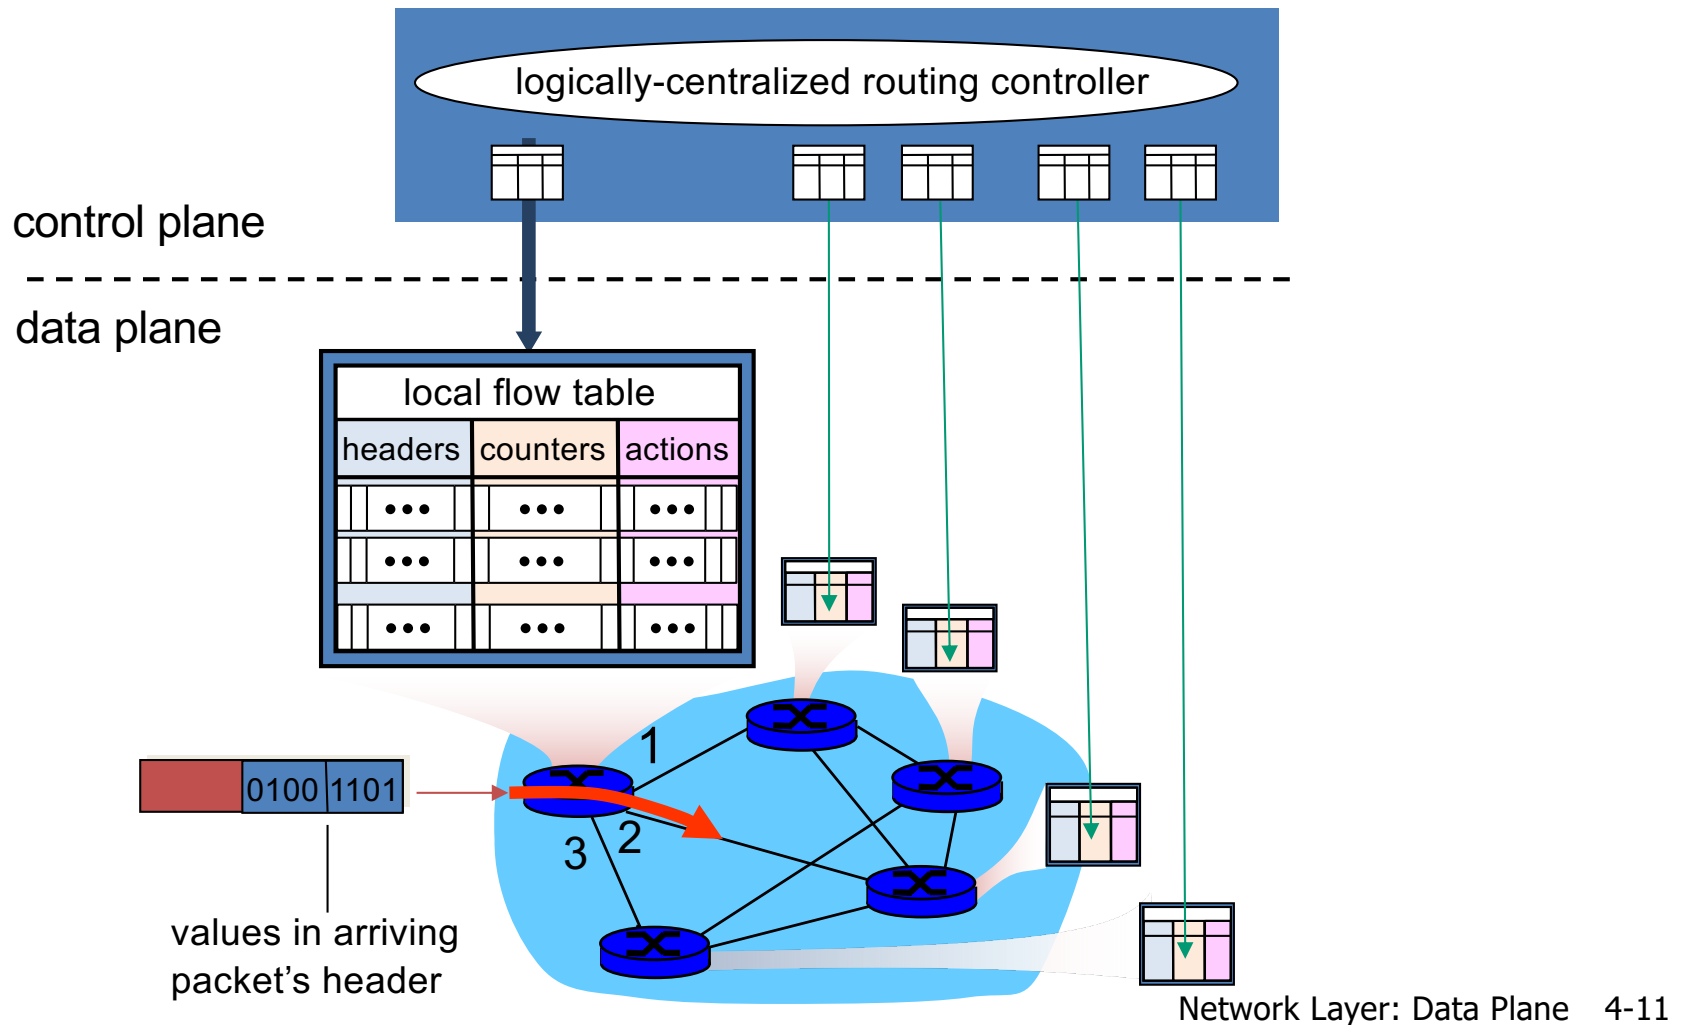 logically-centralized routing controller
control plane
data plane
local flow table
headers counters actions
1
2
3
0100 1101
values in arriving
packet's header
Network Layer: Data Plane 4-11